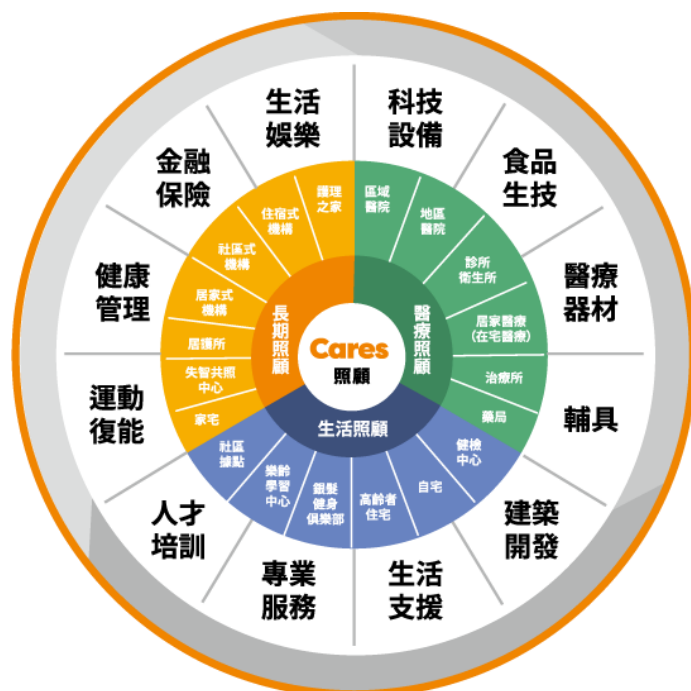 科技
設備
食品
生技
醫療
器材
輔具
建築
開發
生活
支援
專業
服務
人才
培訓
運動
復能
健康
管理
金融
保險
生活
娛樂
區域
醫院
地區
醫院
診所
衛生所
居家醫療
(在宅醫療)
治療所
藥局
健檢
中心
自宅
高齡者
住宅
銀髮
健身
俱樂部
樂齡
學習
中心
社區
據點
家宅
失智共照
中心
居護所
居家式
機構
社區式
機構
住宿式
機構
護理
之家
醫療照顧
生活照顧
長期照顧
Cares
照顧